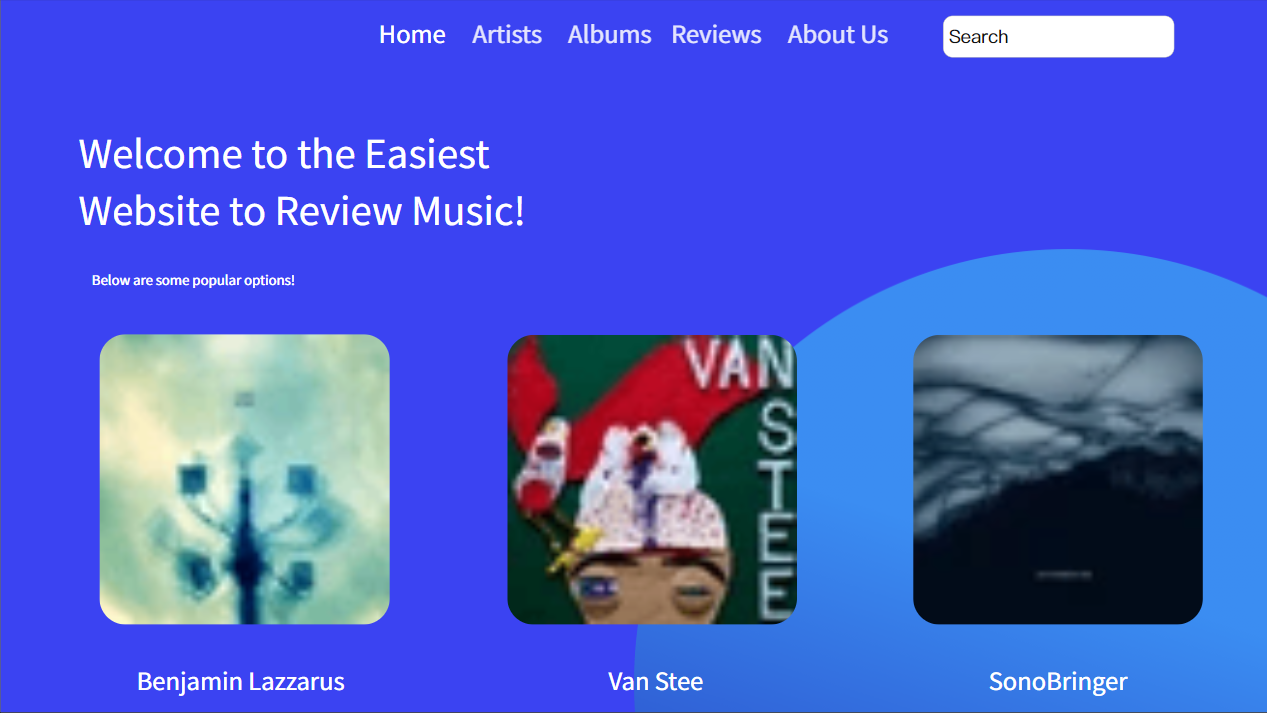 Home Artists Albums Reviews About Us Search
Welcome to the Easiest
Website to Review Music!
Below are some popular options!
VAN
S
T
E
E
Benjamin Lazzarus Van Stee SonoBringer